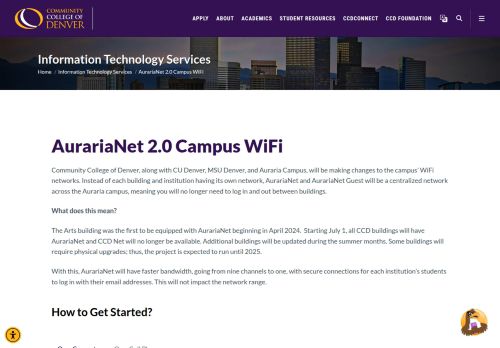 COMMUNITY
COLLEGE OF
DENVER
APPLY ABOUT ACADEMICS STUDENT RESOURCES CCDCONNECT CCD FOUNDATION
Information Technology Services
Home / Information Technology Services / AurariaNet 2.0 Campus WiFi
AurariaNet 2.0 Campus WiFi
Community College of Denver, along with CU Denver, MSU Denver, and Auraria Campus, will be making changes to the campus' WiFi
networks. Instead of each building and institution having its own network, AurariaNet and AurariaNet Guest will be a centralized network
across the Auraria campus, meaning you will no longer need to log in and out between buildings.
What does this mean?
The Arts building was the first to be equipped with AurariaNet beginning in April 2024. Starting July 1, all CCD buildings will have
AurariaNet and CCD Net will no longer be available. Additional buildings will be updated during the summer months. Some buildings will
require physical upgrades; thus, the project is expected to run until 2025.
With this, AurariaNet will have faster bandwidth, going from nine channels to one, with secure connections for each institution's students
to log in with their email addresses. This will not impact the network range.
How to Get Started?